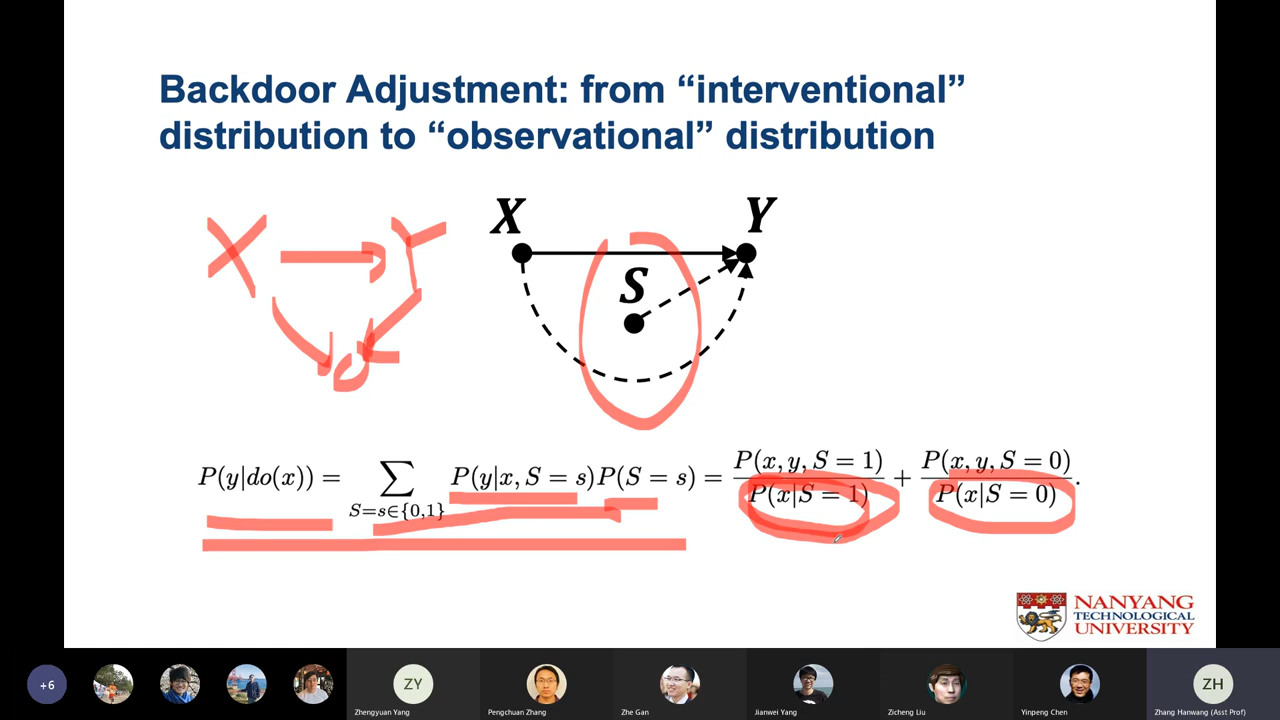 Backdoor Adjustment: from “interventional”
distribution to “observational” distribution
X
Y
S
X Y
P(y|do(x)) = ∑ P(y|x, S = s)P(S = s) = P(x, y, S = 1) / P(x|S = 1) + P(x, y, S = 0) / P(x|S = 0).
S=s∈{0,1}
NANYANG
TECHNOLOGICAL
UNIVERSITY
+6
ZY
ZH
Zhengyuan Yang
Pengchuan Zhang
Zhe Gan
Jianwei Yang
Zicheng Liu
Yinpeng Chen
Zhang Hanwang (Asst Prof)